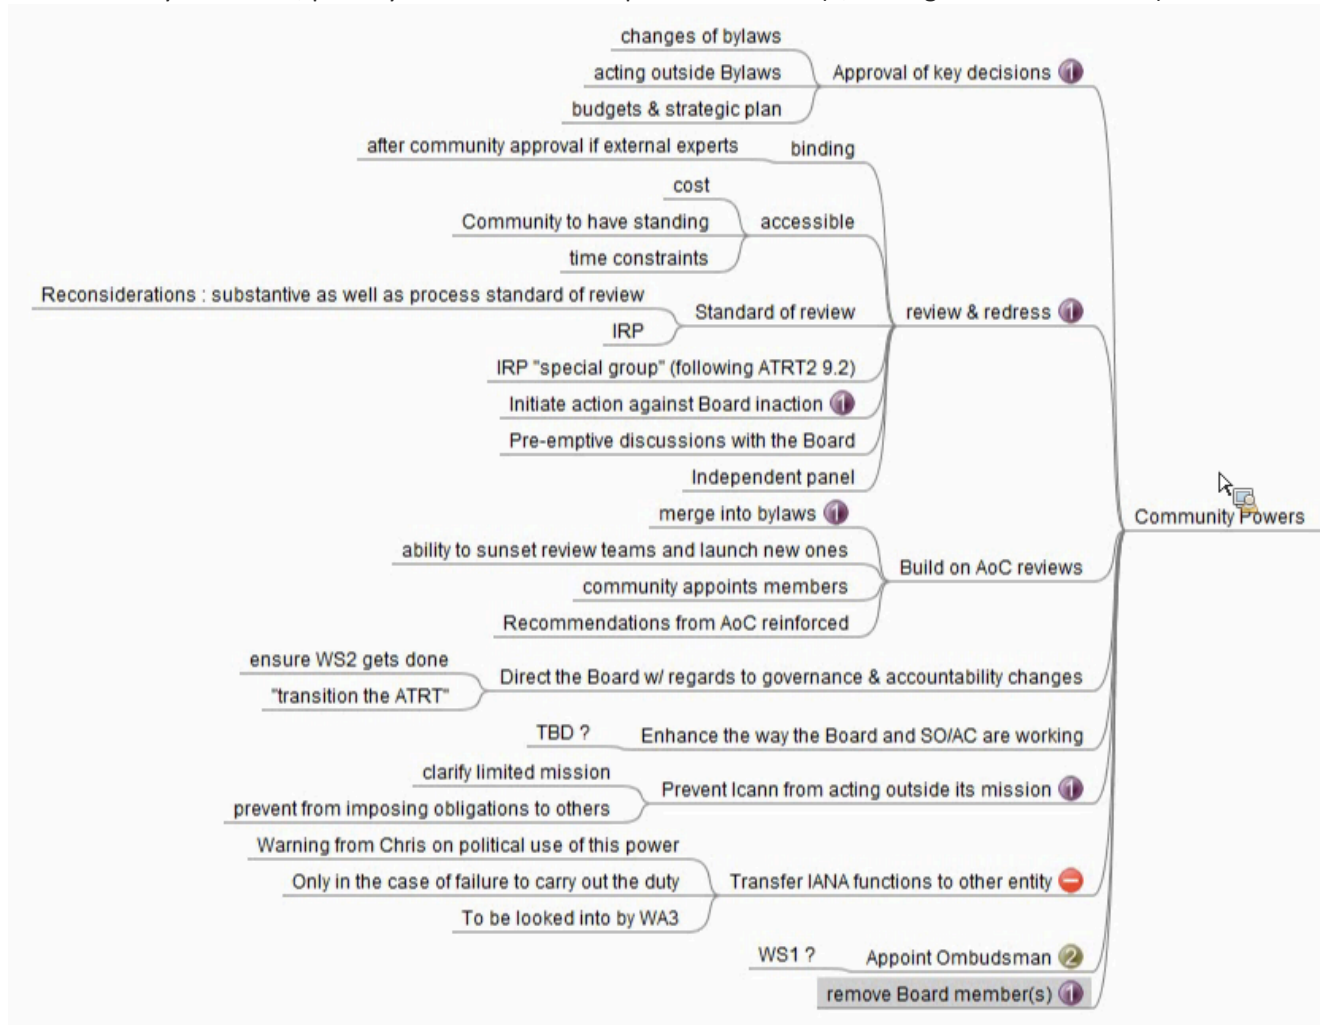 changes of bylaws
acting outside Bylaws
Approval of key decisions 1
budgets & strategic plan
after community approval if external experts
binding
cost
Community to have standing
accessible
time constraints
Reconsiderations : substantive as well as process standard of review
Standard of review
review & redress 1
IRP
IRP "special group" (following ATRT2 9.2)
Initiate action against Board inaction 1
Pre-emptive discussions with the Board
Independent panel
merge into bylaws 1
Community Powers
ability to sunset review teams and launch new ones
Build on AoC reviews
community appoints members
Recommendations from AoC reinforced
ensure WS2 gets done
Direct the Board w/ regards to governance & accountability changes
"transition the ATRT"
TBD ?
Enhance the way the Board and SO/AC are working
clarify limited mission
Prevent Icann from acting outside its mission 1
prevent from imposing obligations to others
Warning from Chris on political use of this power
Only in the case of failure to carry out the duty
Transfer IANA functions to other entity
To be looked into by WA3
WS1 ?
Appoint Ombudsman 2
remove Board member(s) 1